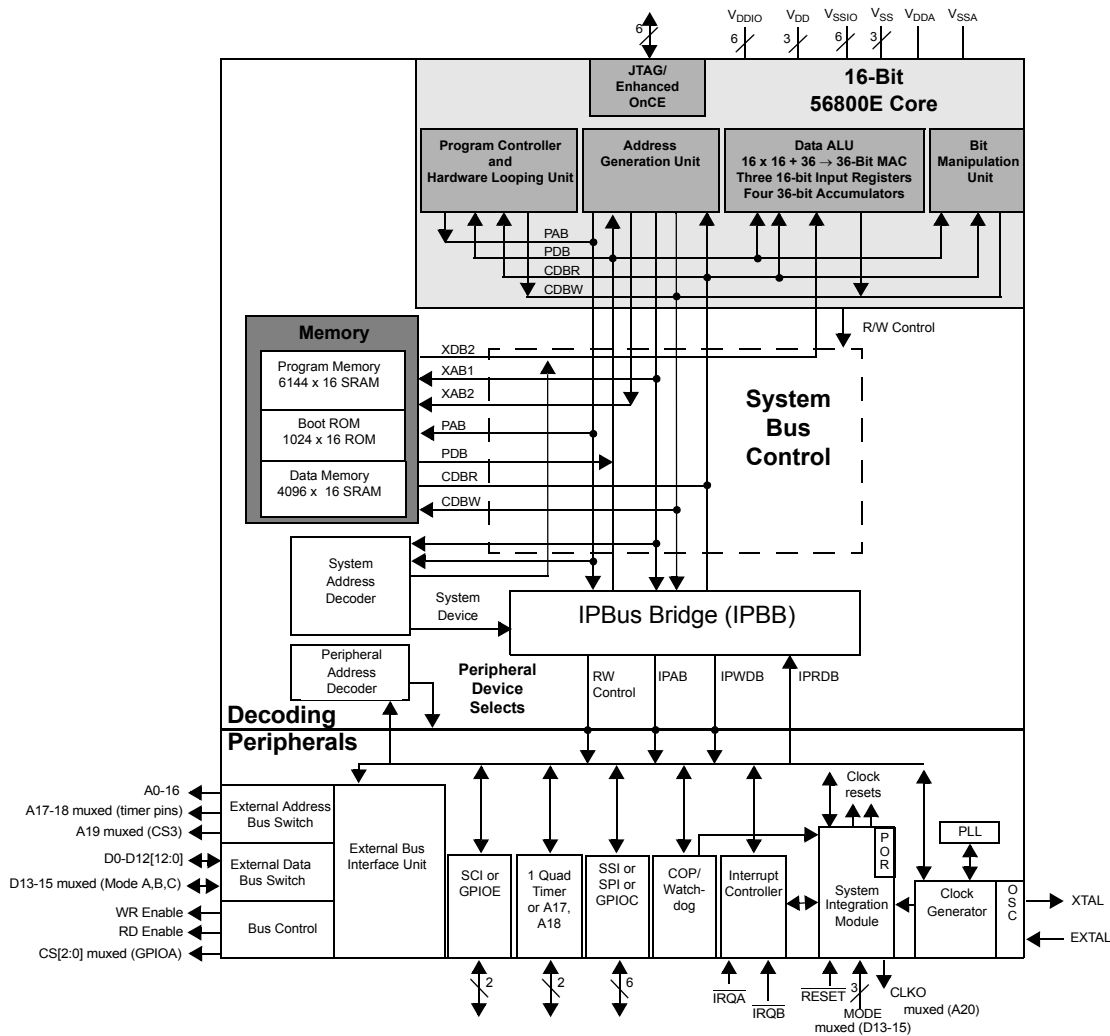 V_DDIO
V_DD
V_SSIO
V_SS
V_DDA
V_SSA
6
6
3
6
3
JTAG/
Enhanced
OnCE
16-Bit
56800E Core
Program Controller
and
Hardware Looping Unit
Address
Generation Unit
Data ALU
16 x 16 + 36 → 36-Bit MAC
Three 16-bit Input Registers
Four 36-bit Accumulators
Bit
Manipulation
Unit
PAB
PDB
CDBR
CDBW
R/W Control
Memory
Program Memory
6144 x 16 SRAM
Boot ROM
1024 x 16 ROM
Data Memory
4096 x 16 SRAM
XDB2
XAB1
XAB2
PAB
PDB
CDBR
CDBW
System
Bus
Control
System
Address
Decoder
System
Device
IPBus Bridge (IPBB)
Peripheral
Address
Decoder
Peripheral
Device
Selects
RW
Control
IPAB
IPWDB
IPRDB
Decoding
Peripherals
A0-16
A17-18 muxed (timer pins)
A19 muxed (CS3)
D0-D12[12:0]
D13-15 muxed (Mode A,B,C)
WR Enable
RD Enable
CS[2:0] muxed (GPIOA)
External Address
Bus Switch
External Data
Bus Switch
Bus Control
External Bus
Interface Unit
SCI or
GPIOE
1 Quad
Timer
or A17,
A18
SSI or
SPI or
GPIOC
COP/
Watch-
dog
Interrupt
Controller
Clock
resets
POR
System
Integration
Module
PLL
Clock
Generator
OSC
XTAL
EXTAL
2
2
6
IRQA
IRQB
RESET
3
MODE
muxed (D13-15)
CLKO
muxed (A20)